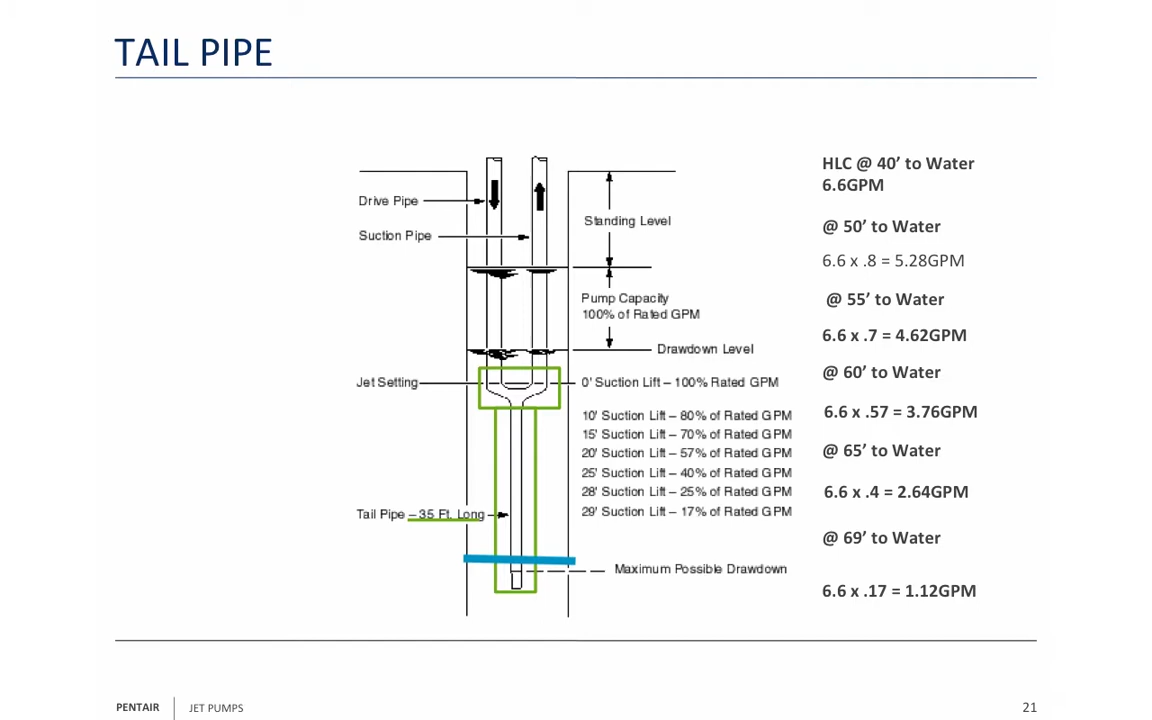 TAIL PIPE
Drive Pipe
Suction Pipe
Standing Level
Pump Capacity
100% of Rated GPM
Drawdown Level
Jet Setting
0' Suction Lift – 100% Rated GPM
10' Suction Lift – 80% of Rated GPM
15' Suction Lift – 70% of Rated GPM
20' Suction Lift – 57% of Rated GPM
25' Suction Lift – 40% of Rated GPM
28' Suction Lift – 25% of Rated GPM
29' Suction Lift – 17% of Rated GPM
Tail Pipe – 35 Ft. Long
Maximum Possible Drawdown
HLC @ 40’ to Water
6.6GPM
@ 50’ to Water
6.6 x .8 = 5.28GPM
@ 55’ to Water
6.6 x .7 = 4.62GPM
@ 60’ to Water
6.6 x .57 = 3.76GPM
@ 65’ to Water
6.6 x .4 = 2.64GPM
@ 69’ to Water
6.6 x .17 = 1.12GPM
PENTAIR
JET PUMPS
21